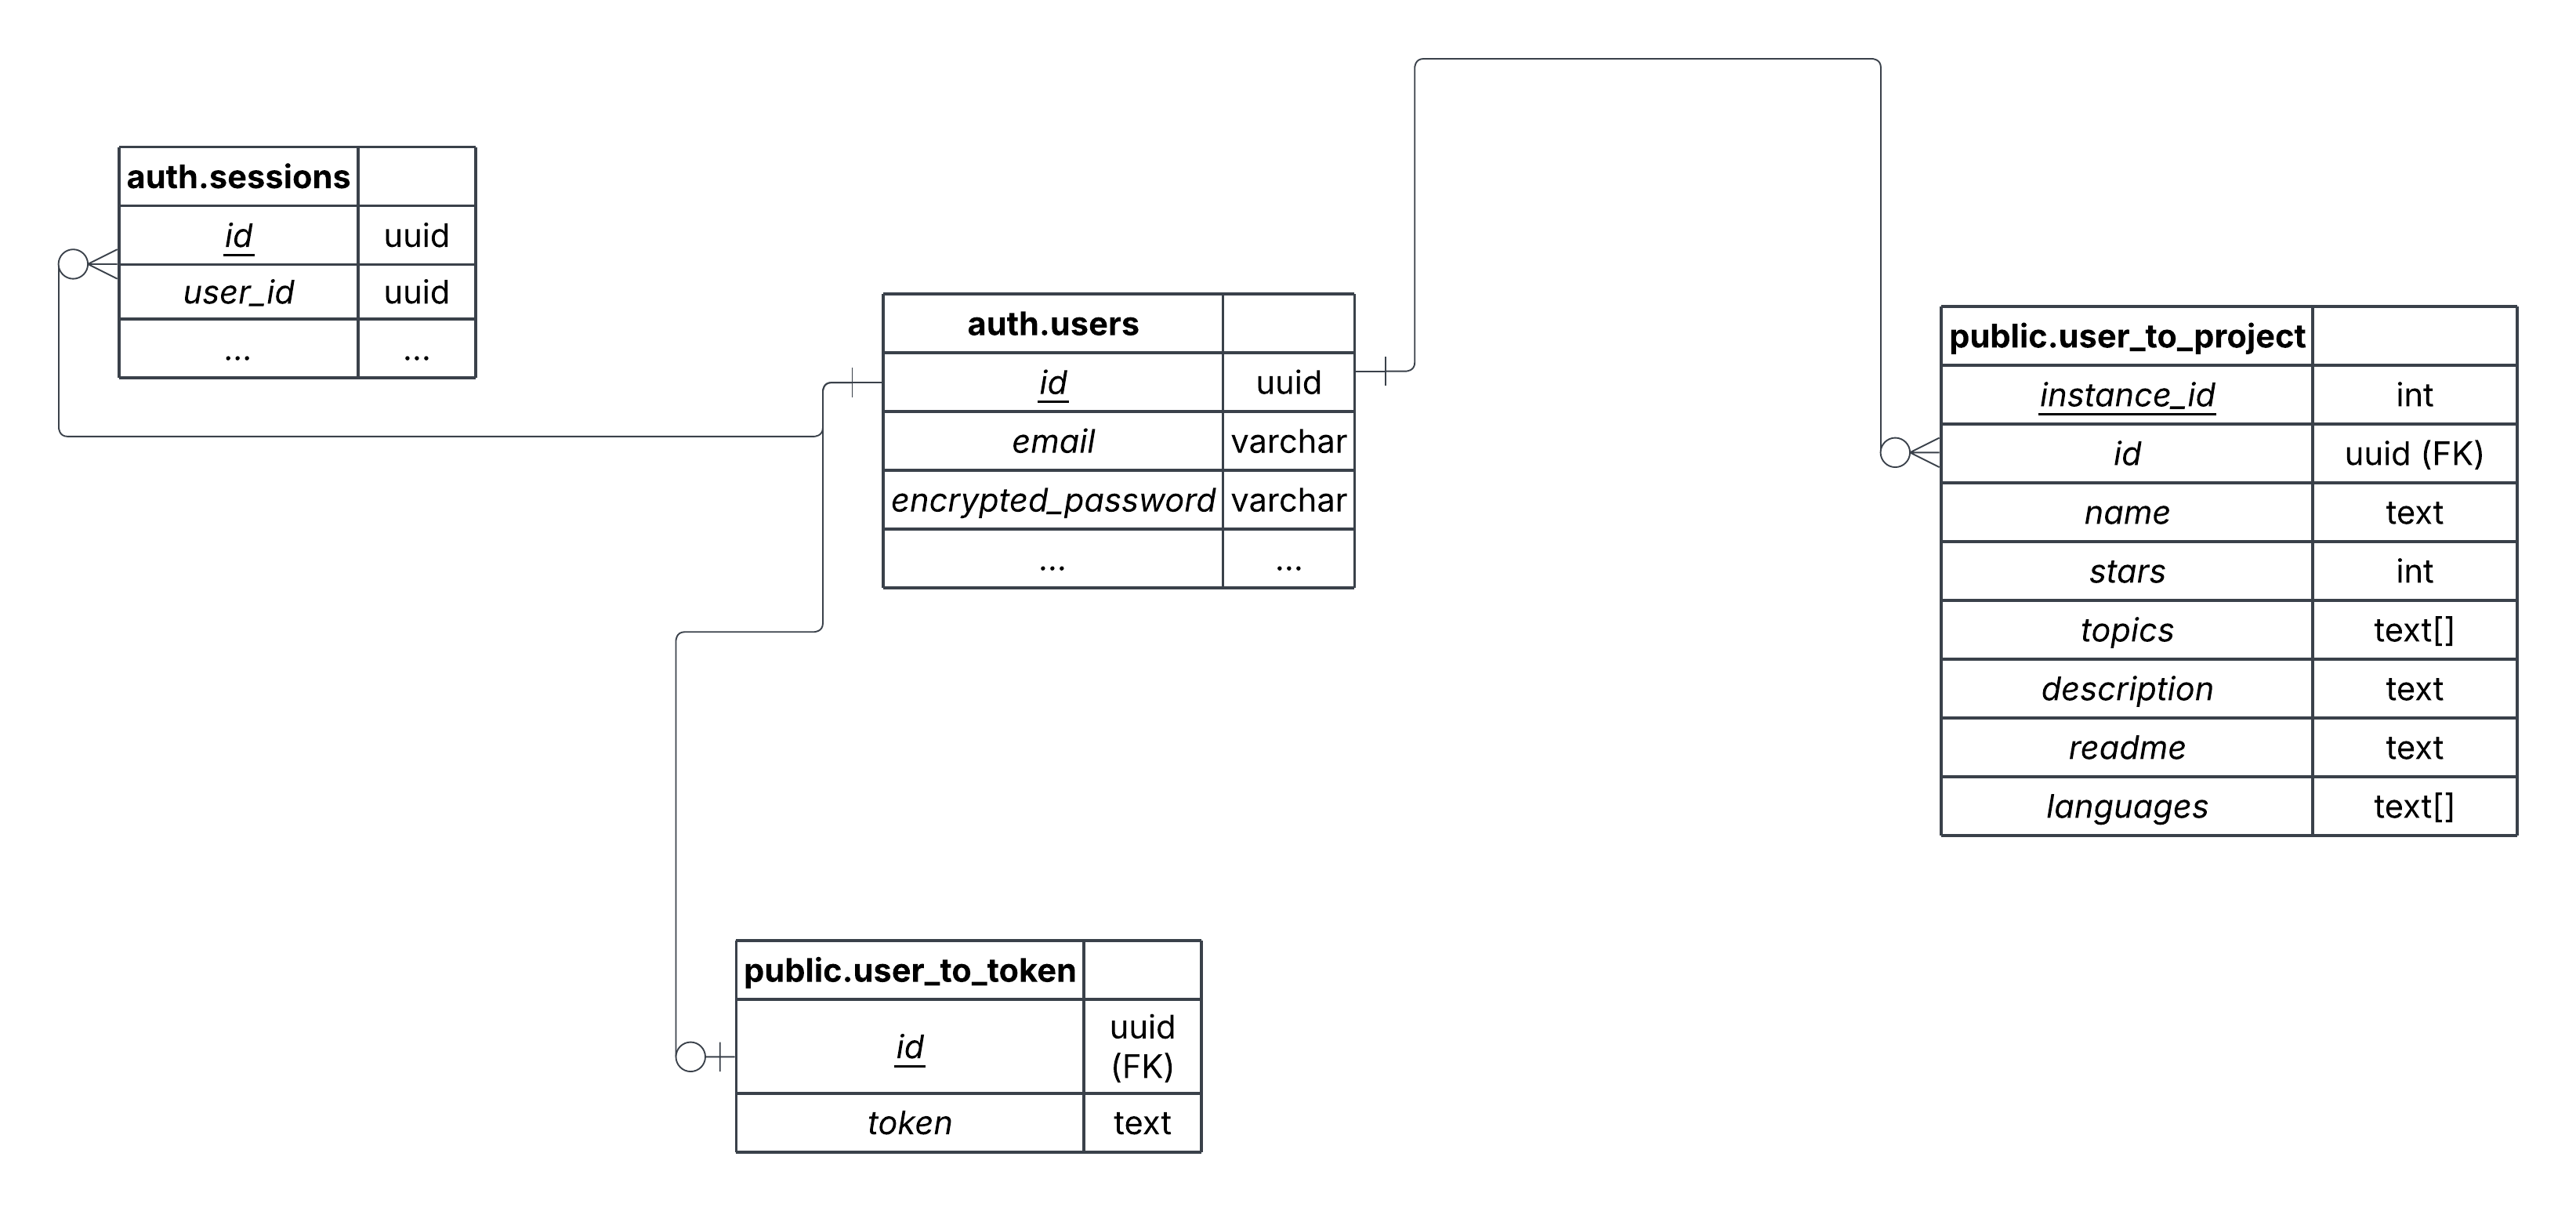 auth.sessions
id uuid
user_id uuid
... ...
auth.users
id uuid
email varchar
encrypted_password varchar
... ...
public.user_to_project
instance_id int
id uuid (FK)
name text
stars int
topics text[]
description text
readme text
languages text[]
public.user_to_token
id uuid
(FK)
token text